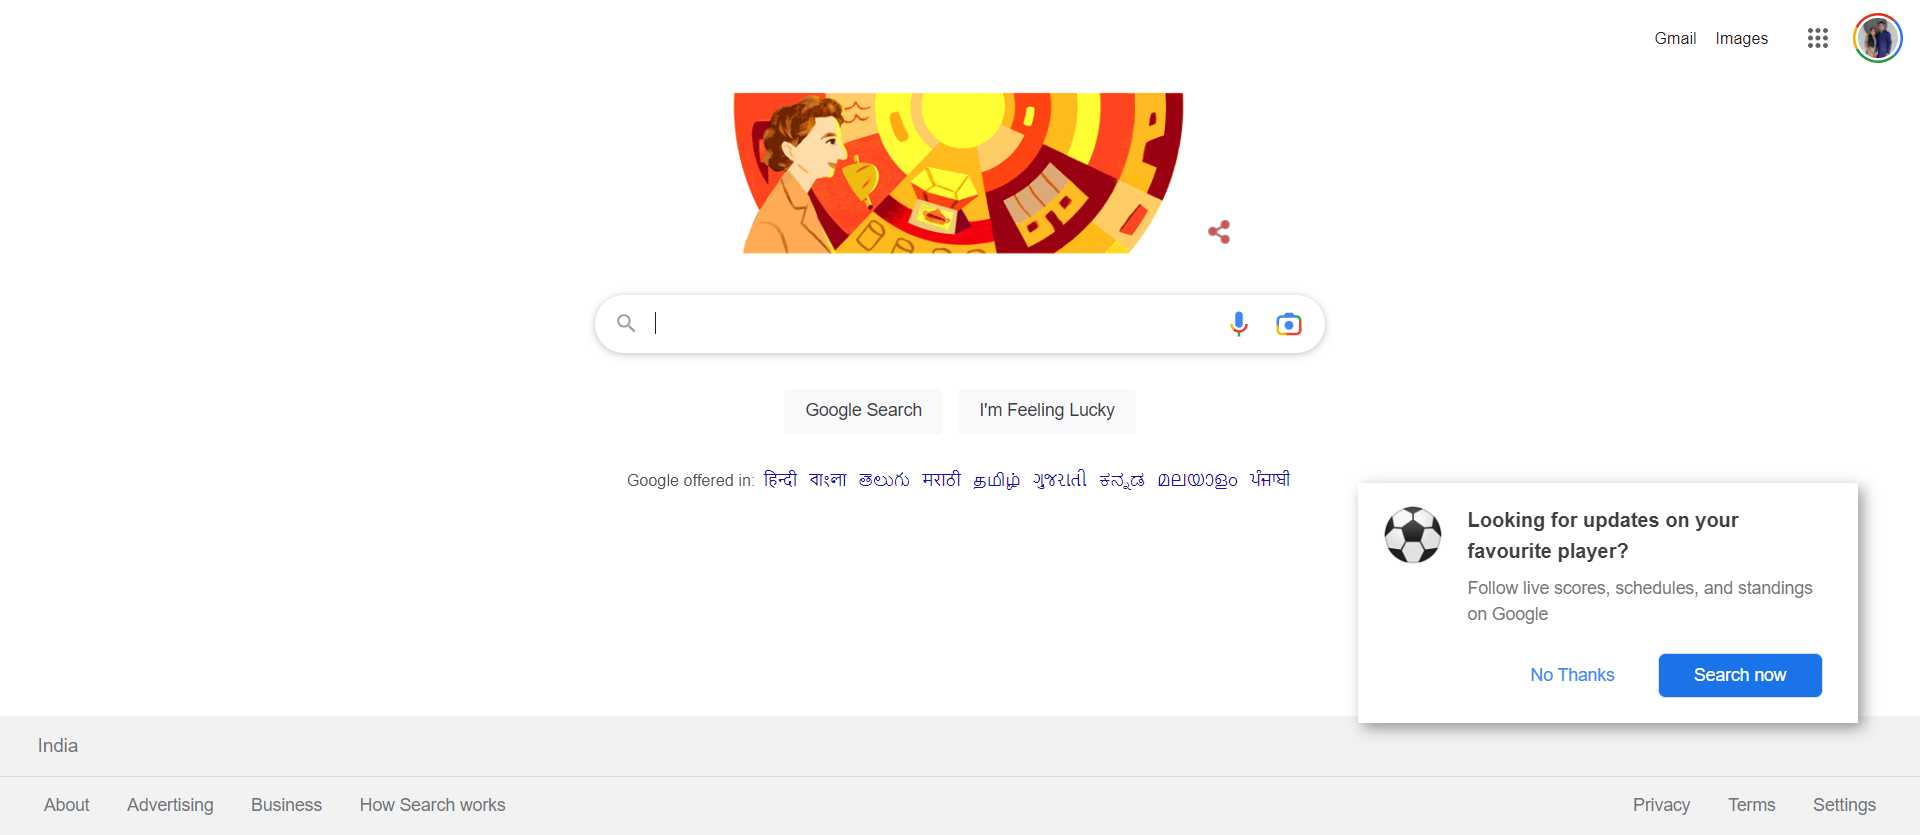 Gmail Images
Google Search I'm Feeling Lucky
Google offered in: हिन्दी বাংলা తెలుగు मराठी தமிழ் ગુજરાતી ಕನ್ನಡ മലയാളം ਪੰਜਾਬੀ
Looking for updates on your
favourite player?
Follow live scores, schedules, and standings
on Google
No Thanks Search now
India
About Advertising Business How Search works Privacy Terms Settings